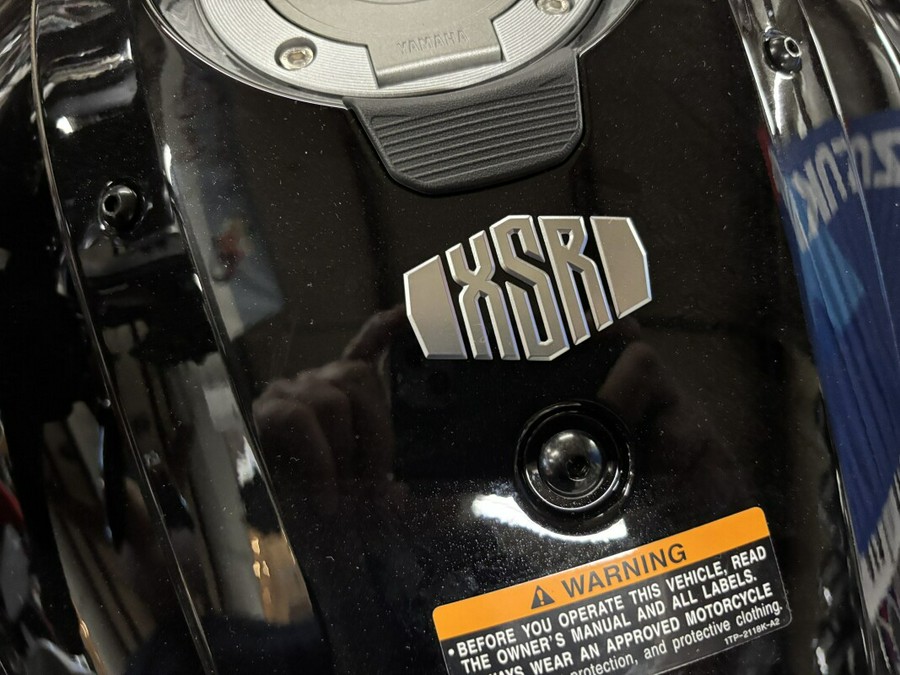 YAMAHA
XSR
WARNING
• BEFORE YOU OPERATE THIS VEHICLE, READ
THE OWNER'S MANUAL AND ALL LABELS.
WEAR AN APPROVED MOTORCYCLE
protection, and protective clothing.
1TP-2118K-A2